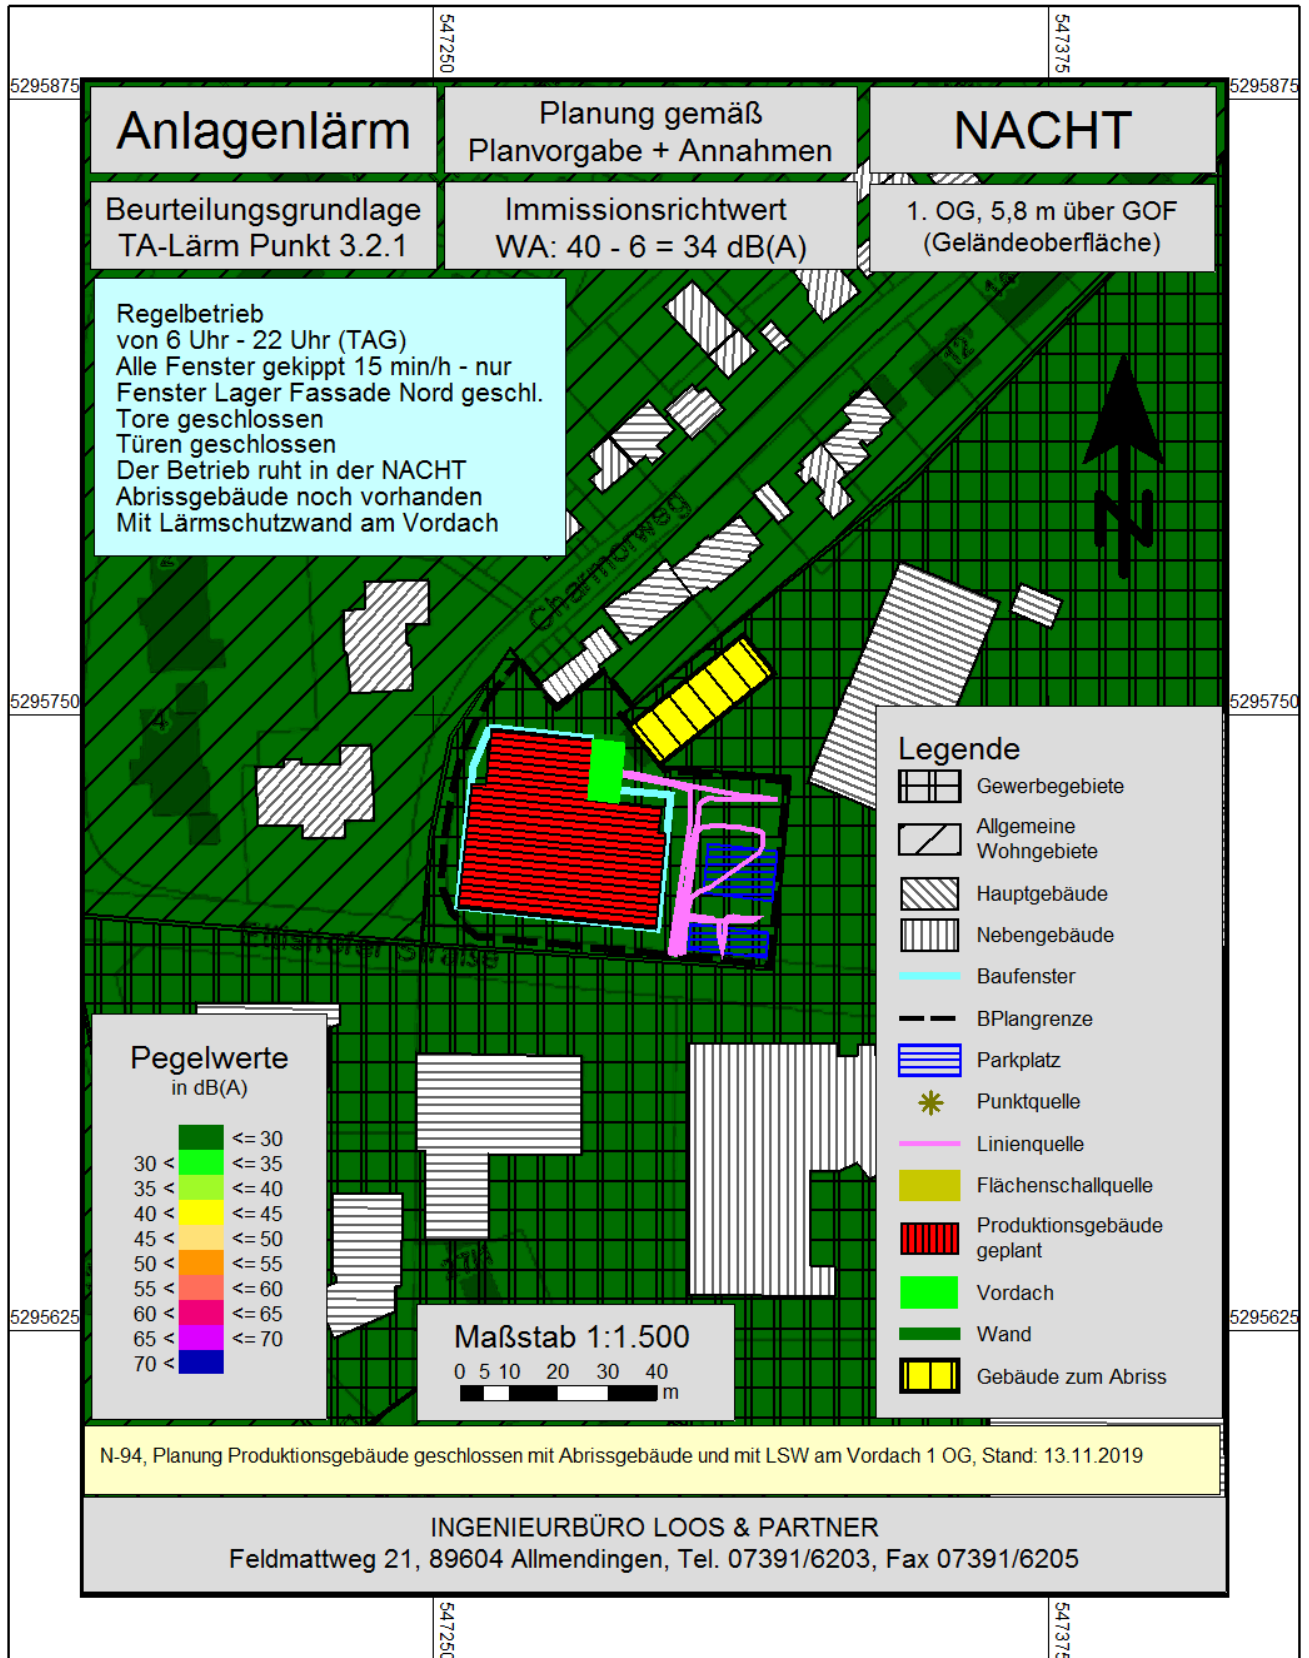 547250
547375
5295875
5295875
Anlagenlärm
Planung gemäß
Planvorgabe + Annahmen
NACHT
Beurteilungsgrundlage
TA-Lärm Punkt 3.2.1
Immissionsrichtwert
WA: 40 - 6 = 34 dB(A)
1. OG, 5,8 m über GOF
(Geländeoberfläche)
Regelbetrieb
von 6 Uhr - 22 Uhr (TAG)
Alle Fenster gekippt 15 min/h - nur
Fenster Lager Fassade Nord geschl.
Tore geschlossen
Türen geschlossen
Der Betrieb ruht in der NACHT
Abrissgebäude noch vorhanden
Mit Lärmschutzwand am Vordach
14
12
N
Charmorweg
2
4
5295750
5295750
Straße
Legende
Gewerbegebiete
Allgemeine
Wohngebiete
Hauptgebäude
Nebengebäude
Baufenster
BPlangrenze
Parkplatz
Punktquelle
Linienquelle
Flächenschallquelle
Produktionsgebäude
geplant
Vordach
Wand
Gebäude zum Abriss
Pegelwerte
in dB(A)
<= 30
30 < <= 35
35 < <= 40
40 < <= 45
45 < <= 50
50 < <= 55
55 < <= 60
60 < <= 65
65 < <= 70
70 <
5295625
5295625
Maßstab 1:1.500
0 5 10 20 30 40
m
N-94, Planung Produktionsgebäude geschlossen mit Abrissgebäude und mit LSW am Vordach 1 OG, Stand: 13.11.2019
INGENIEURBÜRO LOOS & PARTNER
Feldmattweg 21, 89604 Allmendingen, Tel. 07391/6203, Fax 07391/6205
547250
547375